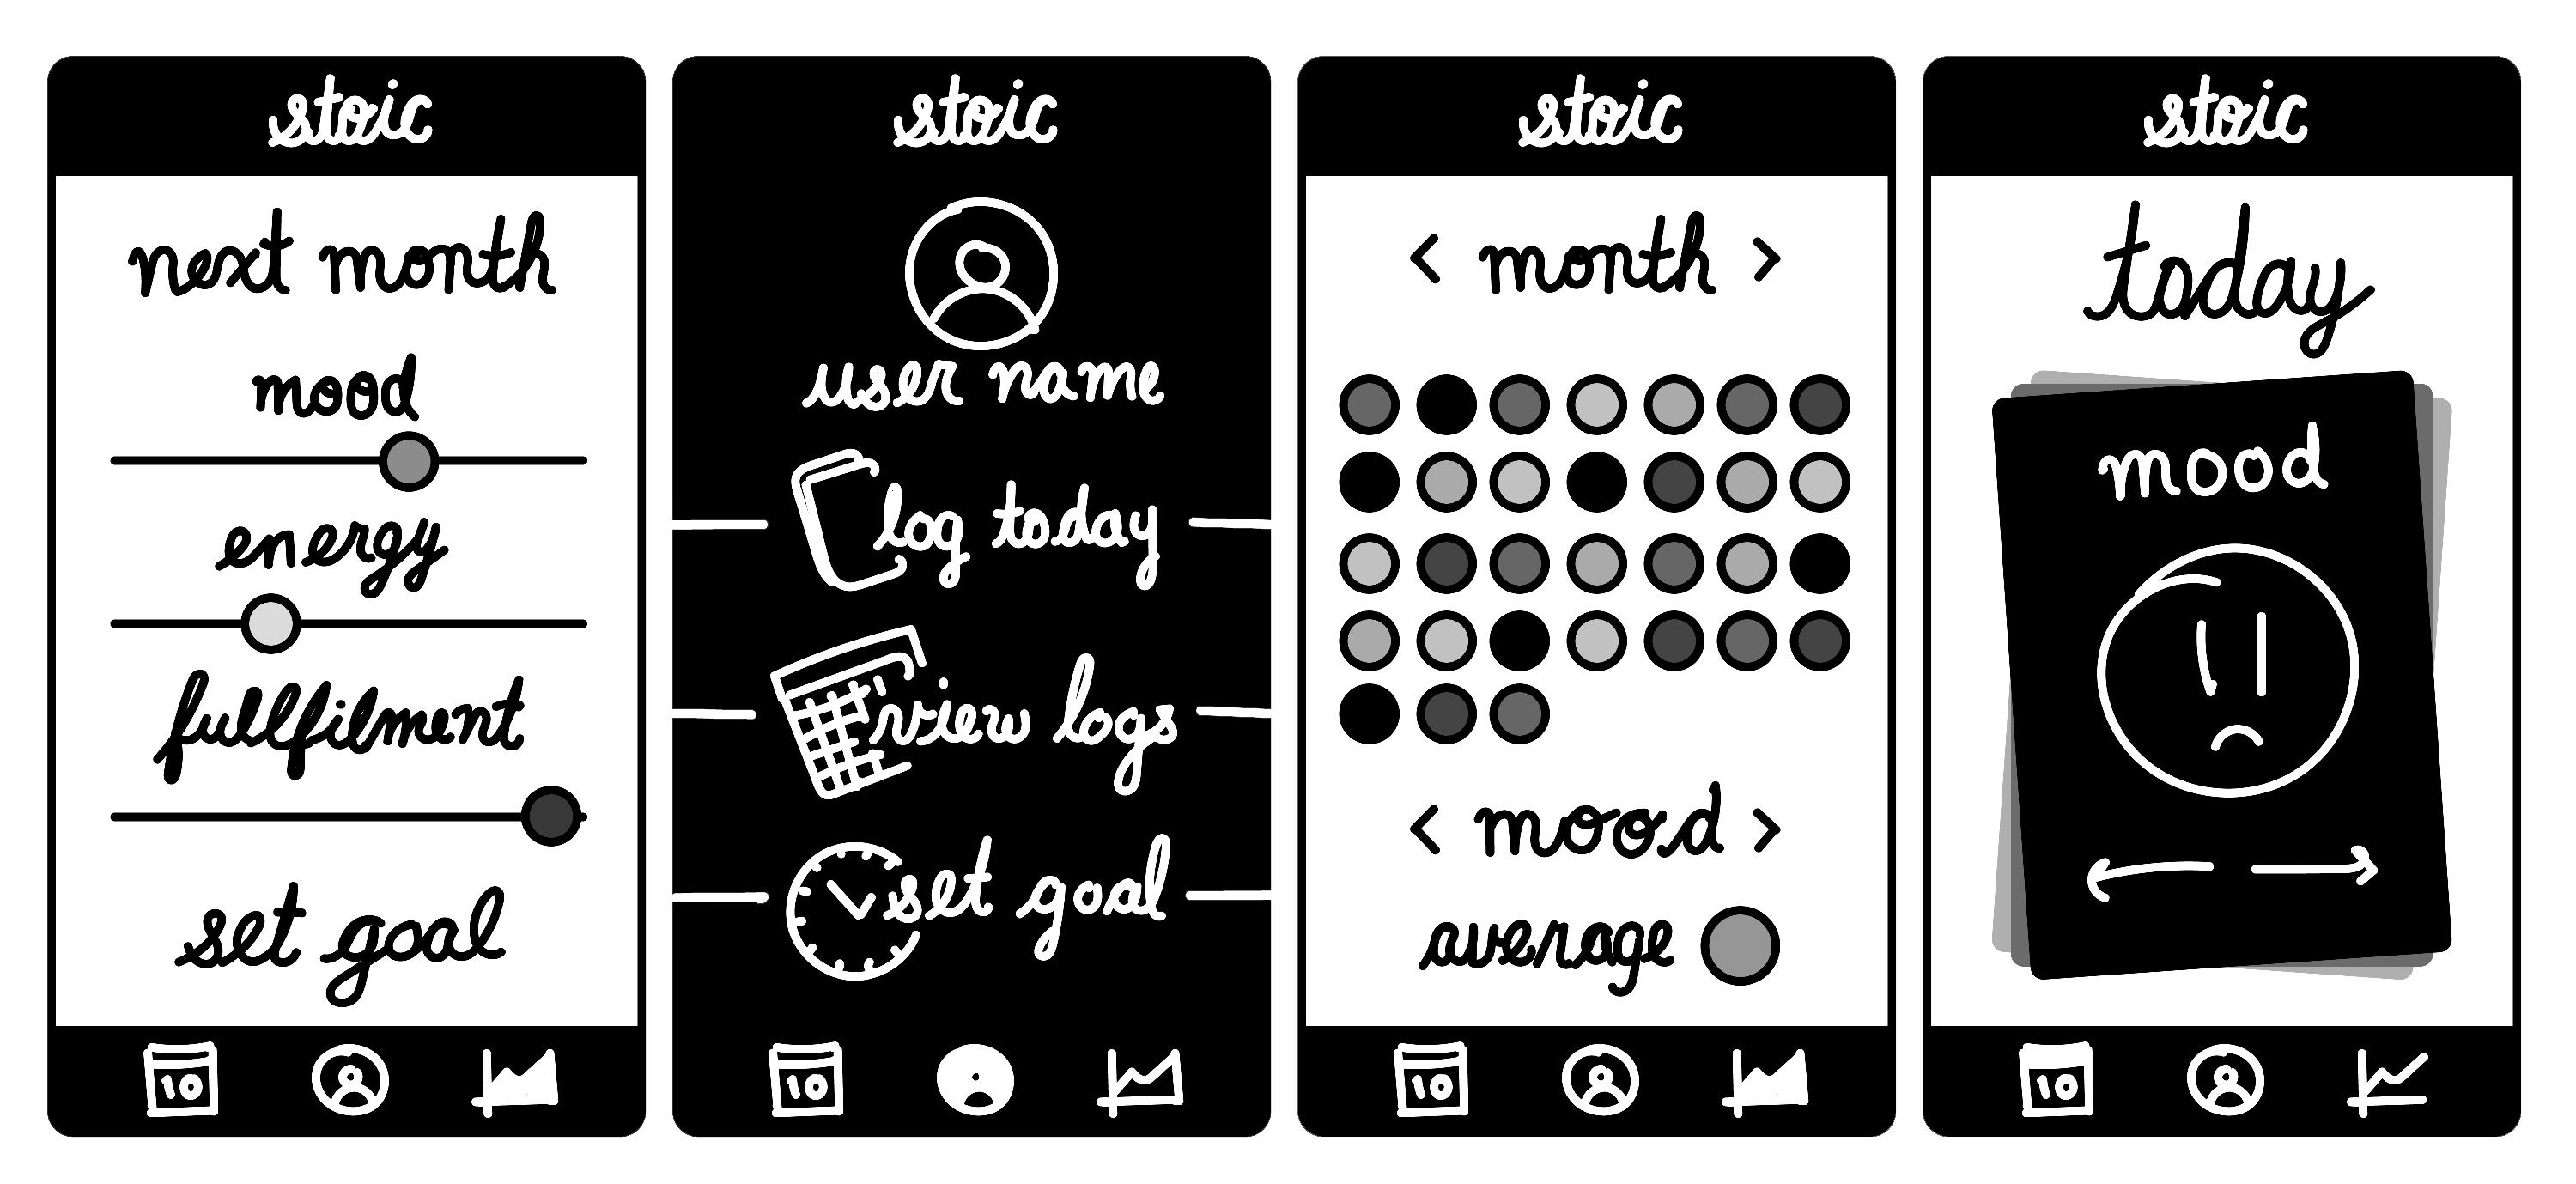 stoic
next month
mood
energy
fullfilment
set goal
10
stoic
user name
log today
view logs
set goal
10
stoic
< month >
< mood >
average
10
stoic
today
mood
10